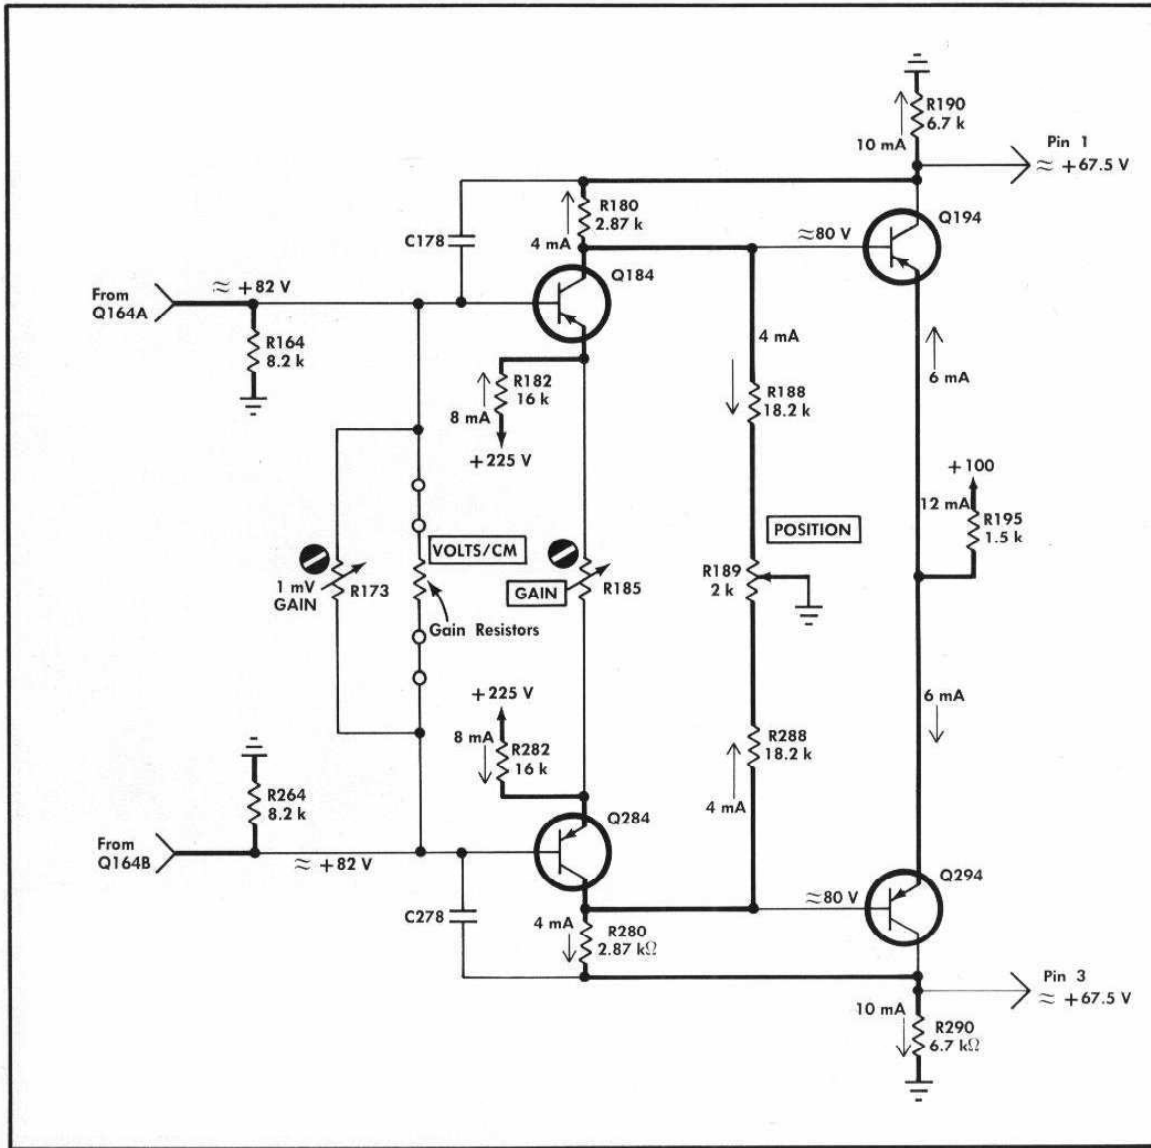 R190
6.7 k
10 mA
Pin 1
≈ +67.5 V
R180
2.87 k
4 mA
C178
Q184
≈80 V
Q194
From
Q164A
≈ +82 V
R164
8.2 k
R182
16 k
8 mA
+225 V
4 mA
R188
18.2 k
6 mA
+100
12 mA
R195
1.5 k
1 mV
GAIN
R173
VOLTS/CM
Gain Resistors
GAIN
R185
POSITION
R189
2 k
+225 V
8 mA
R282
16 k
R288
18.2 k
4 mA
6 mA
R264
8.2 k
From
Q164B
≈ +82 V
Q284
C278
4 mA
R280
2.87 kΩ
≈80 V
Q294
Pin 3
≈ +67.5 V
10 mA
R290
6.7 kΩ